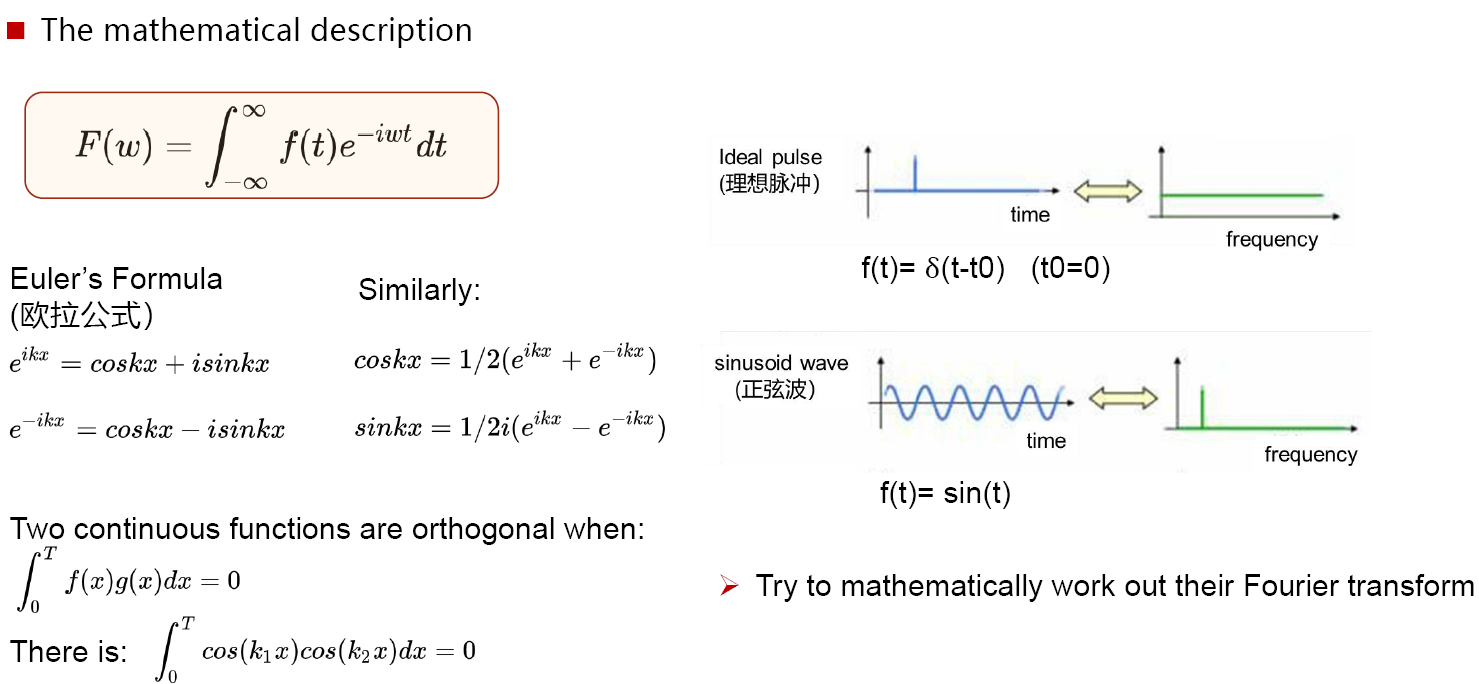 ■ The mathematical description
F(w) = ∫_{-∞}^{∞} f(t)e^{-iwt} dt
Euler’s Formula
(欧拉公式)
e^{ikx} = coskx + isinkx
e^{-ikx} = coskx − isinkx
Similarly:
coskx = 1/2(e^{ikx} + e^{-ikx})
sinkx = 1/2i(e^{ikx} − e^{-ikx})
Two continuous functions are orthogonal when:
∫_0^T f(x)g(x)dx = 0
There is: ∫_0^T cos(k_1x)cos(k_2x)dx = 0
Ideal pulse
(理想脉冲)
time
frequency
f(t)= δ(t-t0) (t0=0)
sinusoid wave
(正弦波)
time
frequency
f(t)= sin(t)
➢ Try to mathematically work out their Fourier transform